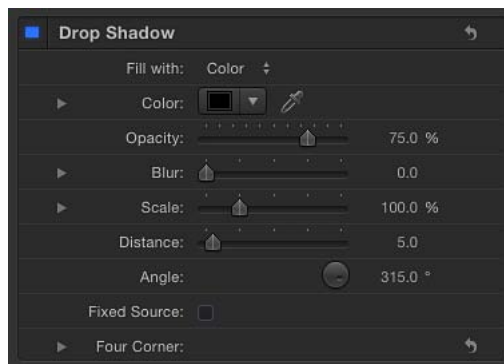 Drop Shadow
Fill with: Color
Color:
Opacity: 75.0 %
Blur: 0.0
Scale: 100.0 %
Distance: 5.0
Angle: 315.0 °
Fixed Source:
Four Corner: